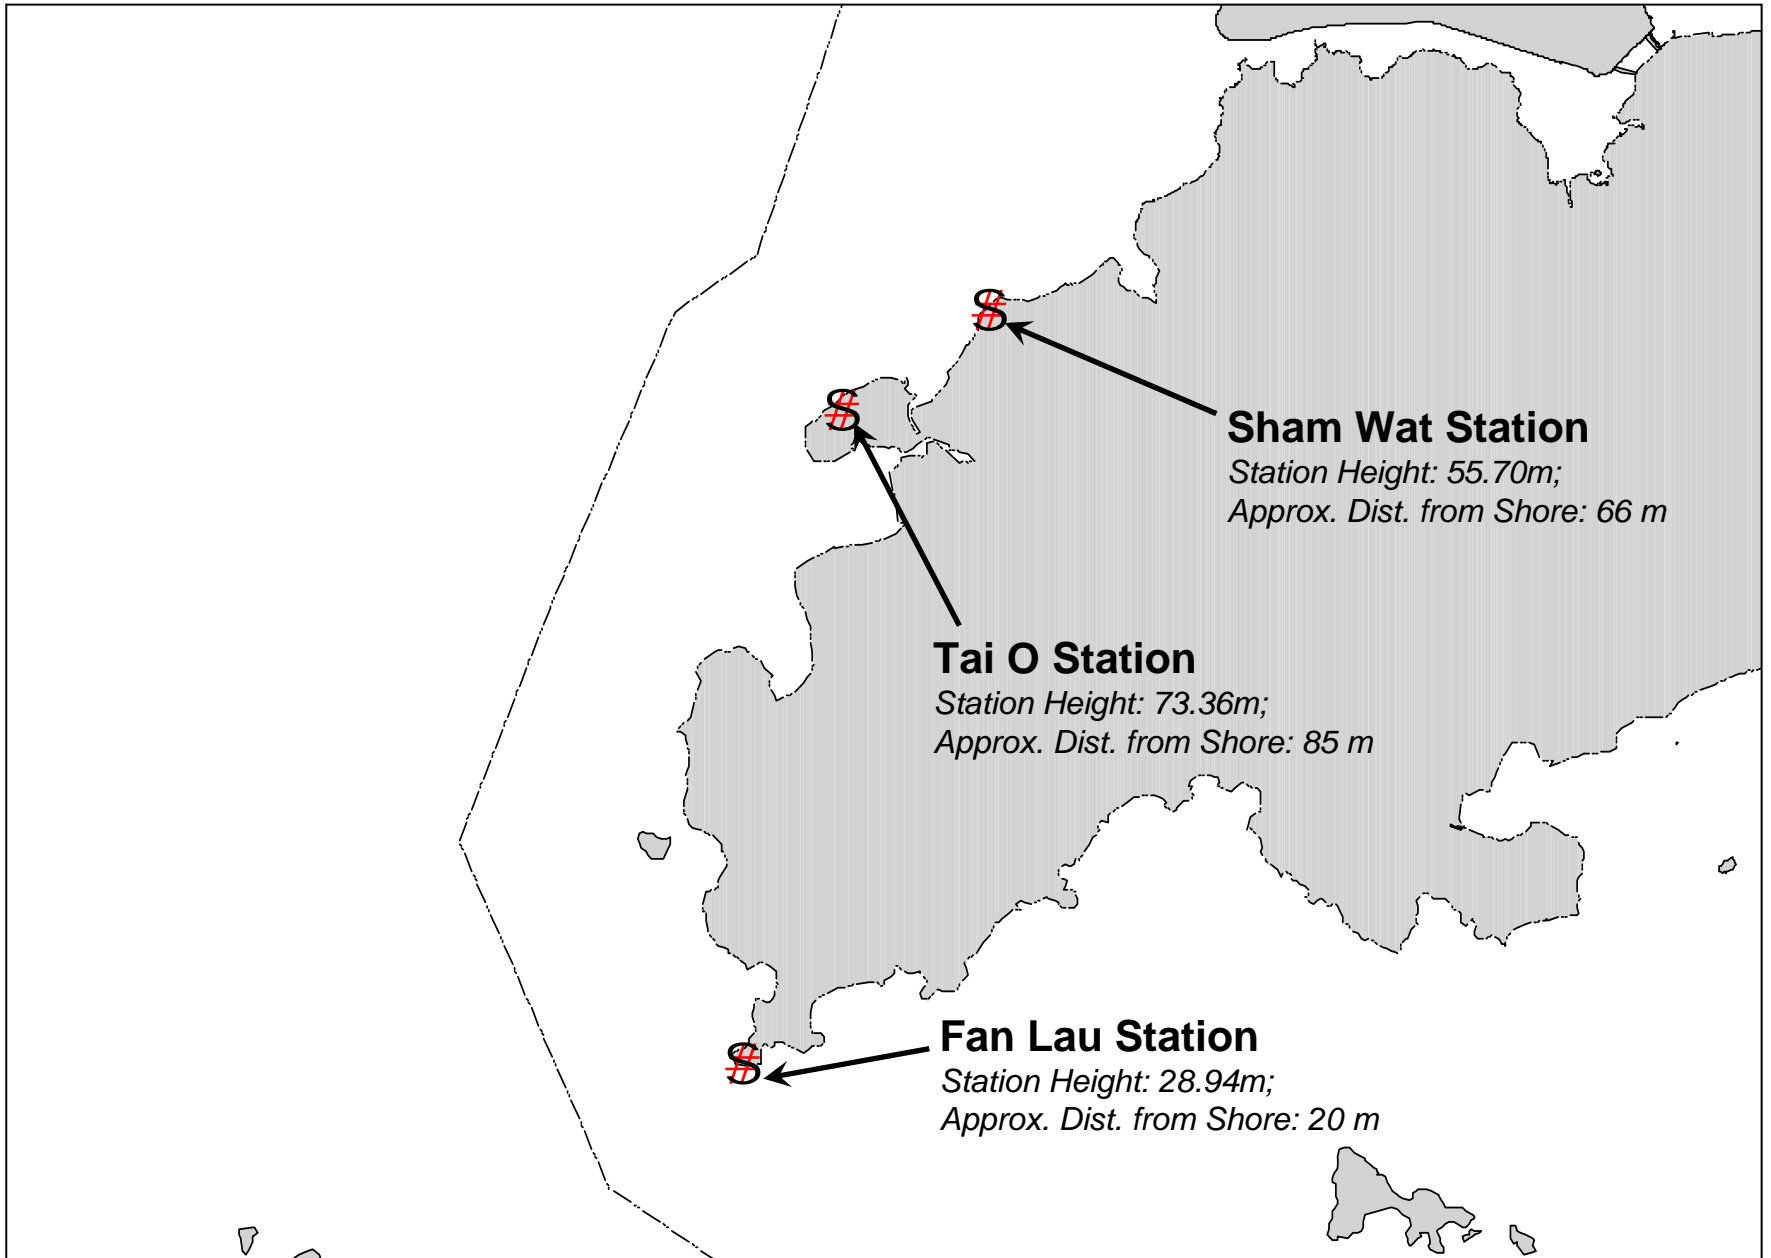 Sham Wat Station
Station Height: 55.70m;
Approx. Dist. from Shore: 66 m
Tai O Station
Station Height: 73.36m;
Approx. Dist. from Shore: 85 m
Fan Lau Station
Station Height: 28.94m;
Approx. Dist. from Shore: 20 m